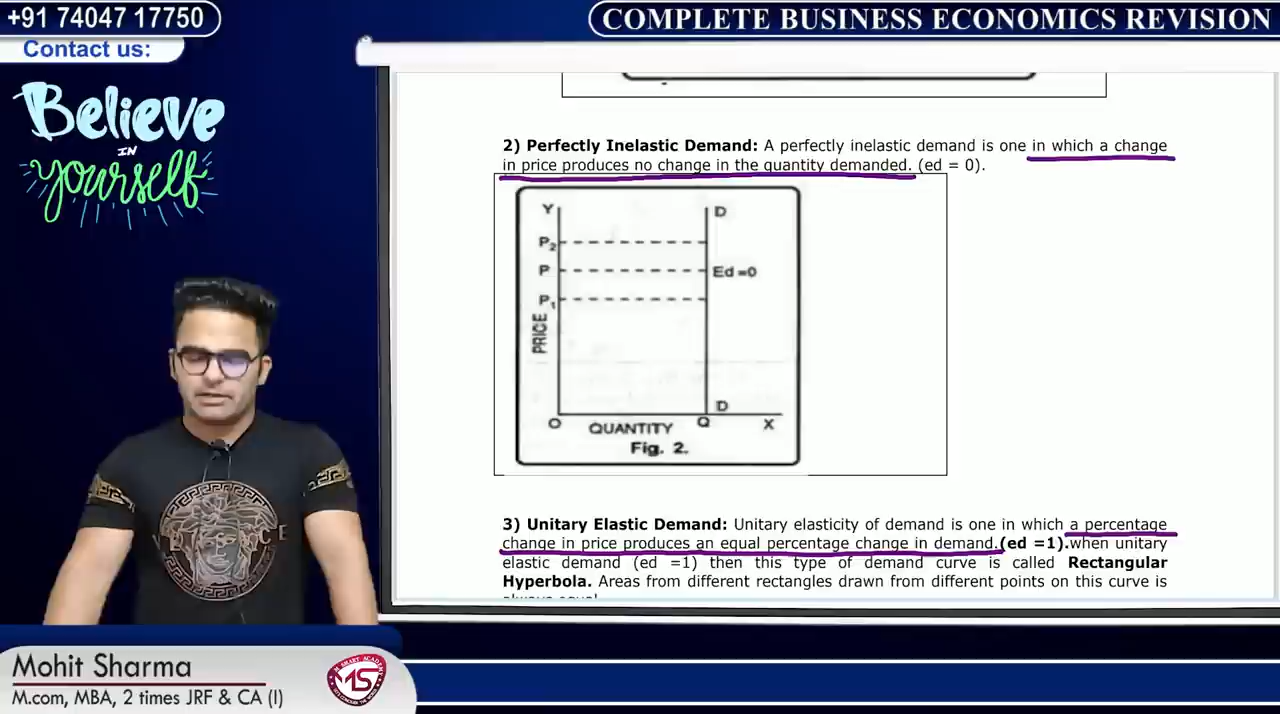 +91 74047 17750
Contact us:
COMPLETE BUSINESS ECONOMICS REVISION
Believe
IN
yourself
2) Perfectly Inelastic Demand: A perfectly inelastic demand is one in which a change
in price produces no change in the quantity demanded. (ed = 0).
Y
D
P2
P
Ed =0
P1
PRICE
D
O
QUANTITY
Q
X
Fig. 2.
3) Unitary Elastic Demand: Unitary elasticity of demand is one in which a percentage
change in price produces an equal percentage change in demand.(ed =1).when unitary
elastic demand (ed =1) then this type of demand curve is called Rectangular
Hyperbola. Areas from different rectangles drawn from different points on this curve is
Mohit Sharma
M.com, MBA, 2 times JRF & CA (I)
MS